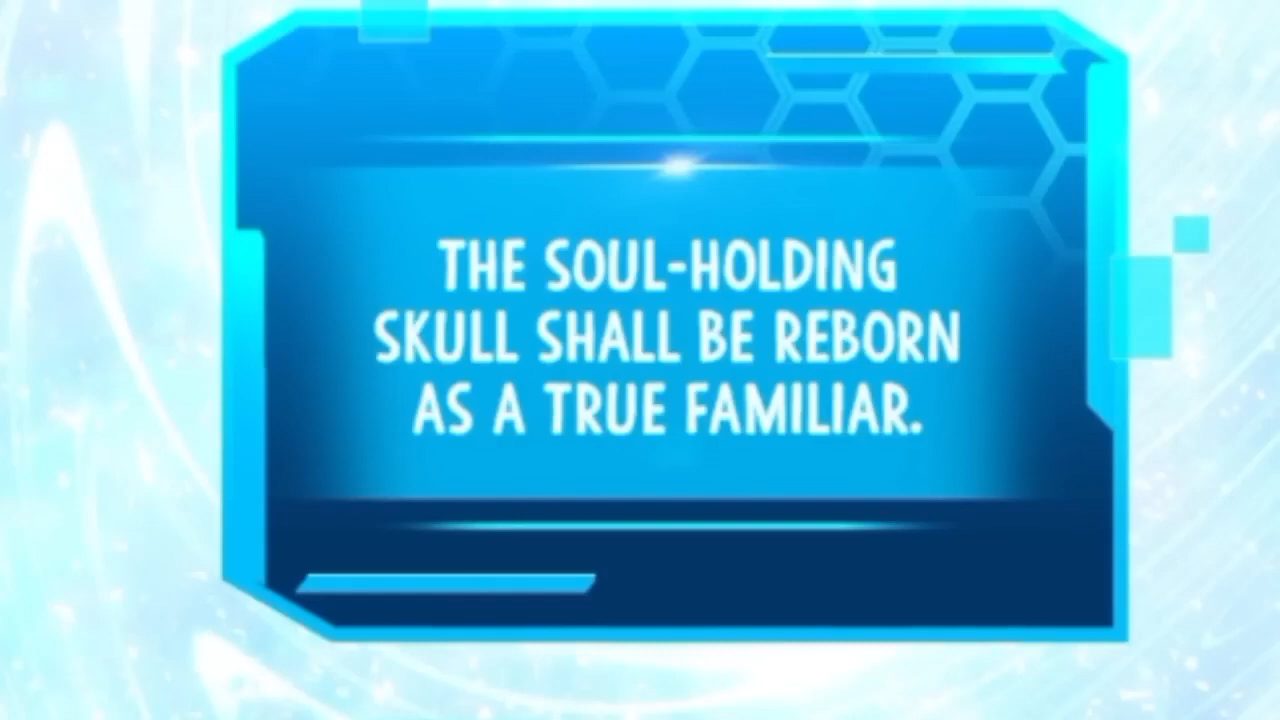 THE SOUL-HOLDING
SKULL SHALL BE REBORN
AS A TRUE FAMILIAR.